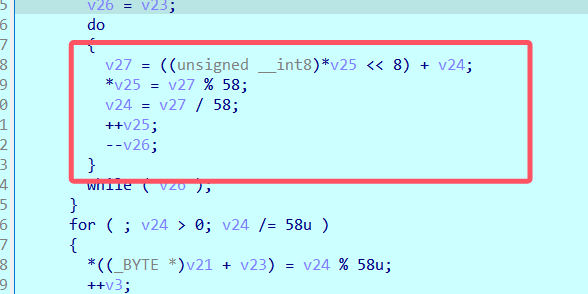 5 v26 = v23;
6 do
7 {
8 v27 = ((unsigned __int8)*v25 << 8) + v24;
9 *v25 = v27 % 58;
0 v24 = v27 / 58;
1 ++v25;
2 --v26;
3 }
4 while ( v26 );
5 }
6 for ( ; v24 > 0; v24 /= 58u )
7 {
8 *((_BYTE *)v21 + v23) = v24 % 58u;
9 ++v3;